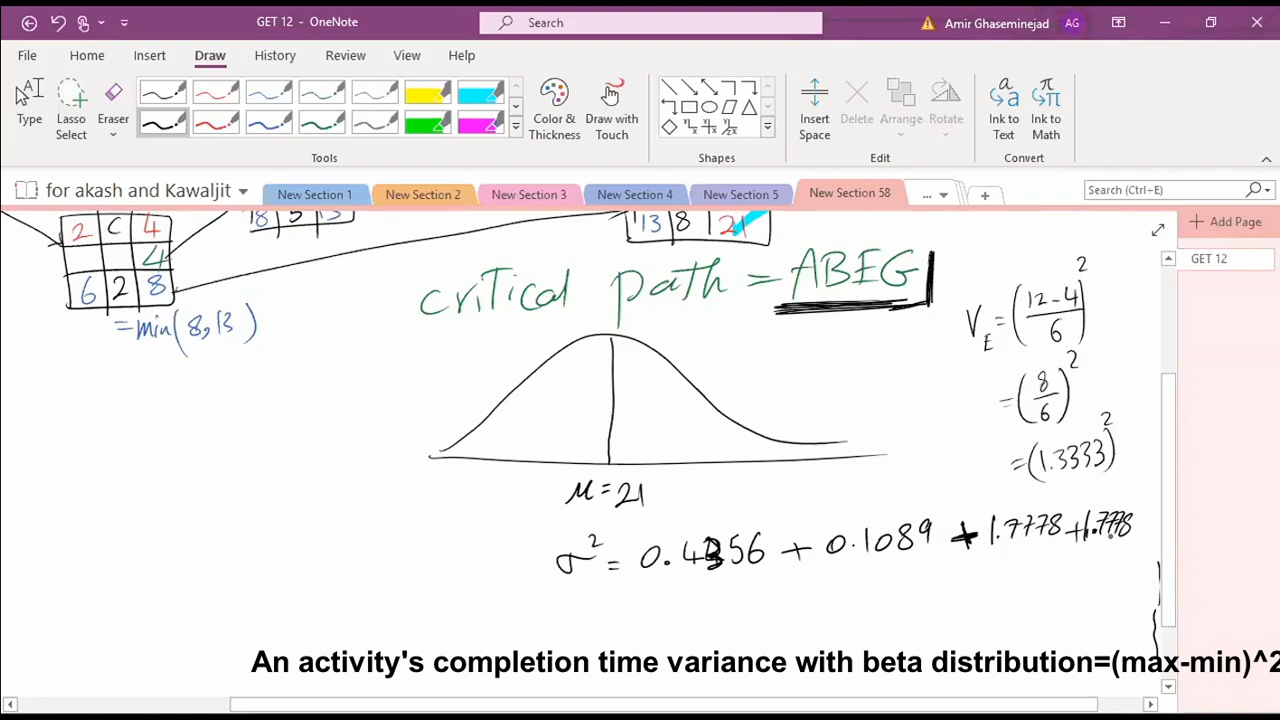 GET 12 - OneNote
Search
Amir Ghaseminejad AG
File Home Insert Draw History Review View Help
Type Lasso Select Eraser Color & Thickness Draw with Touch Insert Space Delete Arrange Rotate Ink to Text Ink to Math
Tools Shapes Edit Convert
for akash and Kawaljit New Section 1 New Section 2 New Section 3 New Section 4 New Section 5 New Section 58 ... + Search (Ctrl+E)
Add Page
GET 12
18 5 13
13 8 21
2 C 4
4
6 2 8
=min(8,13)
critical path = ABEG
V_E = ((12-4)/6)^2
= (8/6)^2
= (1.3333)^2
μ = 21
σ^2 = 0.4356 + 0.1089 + 1.7778 + 1.7778
An activity's completion time variance with beta distribution=(max-min)^2